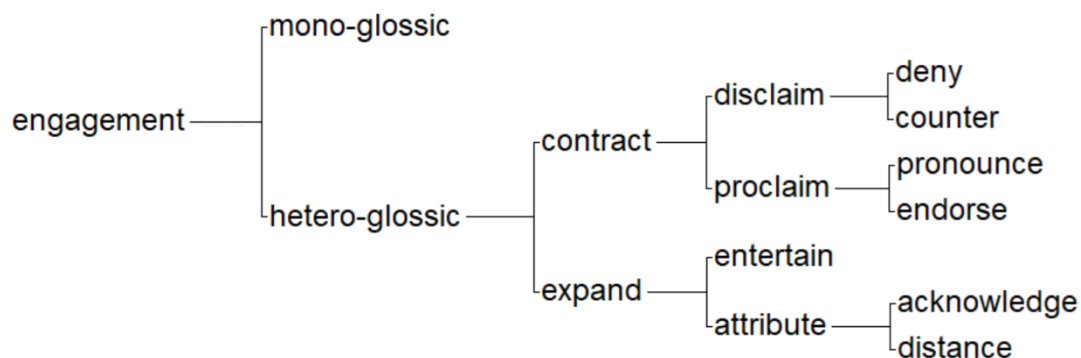 engagement
mono-glossic
hetero-glossic
contract
disclaim
deny
counter
proclaim
pronounce
endorse
expand
entertain
attribute
acknowledge
distance